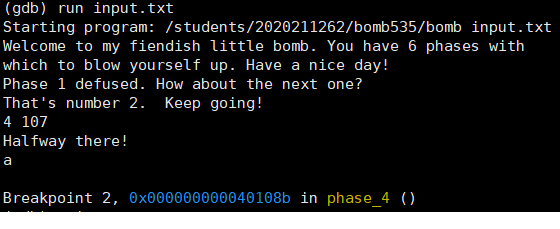 (gdb) run input.txt
Starting program: /students/2020211262/bomb535/bomb input.txt
Welcome to my fiendish little bomb. You have 6 phases with
which to blow yourself up. Have a nice day!
Phase 1 defused. How about the next one?
That's number 2.  Keep going!
4 107
Halfway there!
a
Breakpoint 2, 0x000000000040108b in phase_4 ()